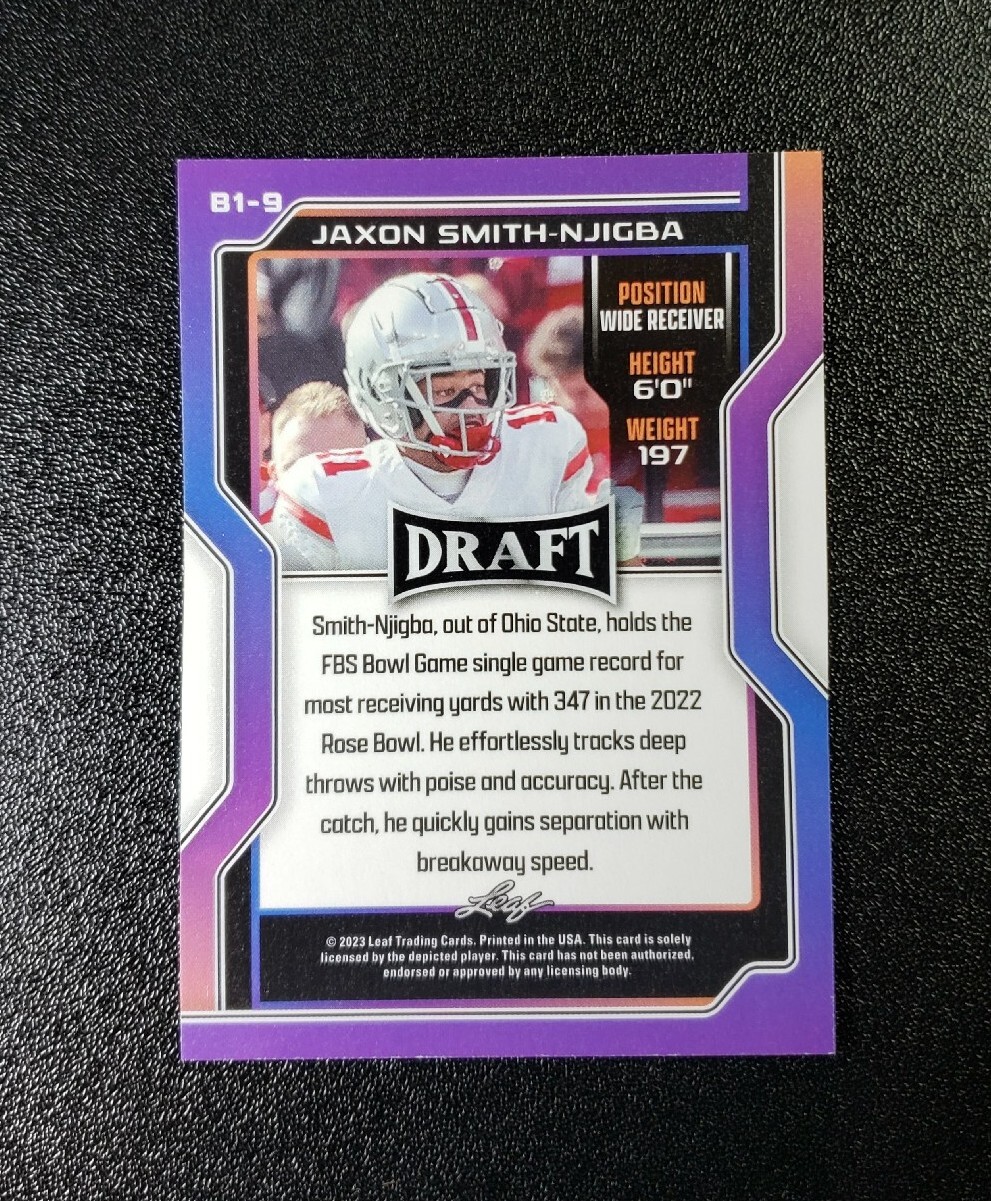 B1-9
JAXON SMITH-NJIGBA
POSITION
WIDE RECEIVER
HEIGHT
6'0"
WEIGHT
197
11
11
DRAFT
Smith-Njigba, out of Ohio State, holds the
FBS Bowl Game single game record for
most receiving yards with 347 in the 2022
Rose Bowl. He effortlessly tracks deep
throws with poise and accuracy. After the
catch, he quickly gains separation with
breakaway speed.
Leaf
© 2023 Leaf Trading Cards. Printed in the USA. This card is solely
licensed by the depicted player. This card has not been authorized,
endorsed or approved by any licensing body.